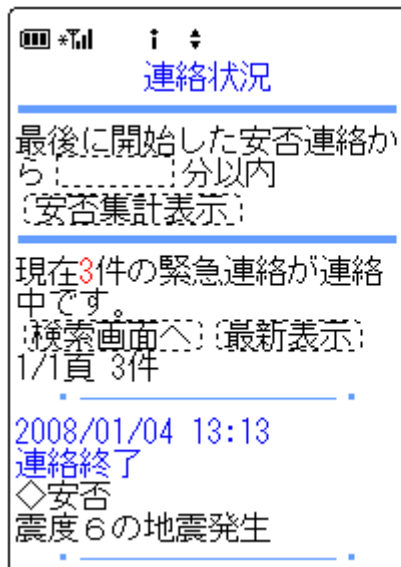 連絡状況
最後に開始した安否連絡か
ら 分以内
安否集計表示
現在3件の緊急連絡が連絡
中です。
検索画面へ 最新表示
1/1頁 3件
2008/01/04 13:13
連絡終了
◇安否
震度６の地震発生